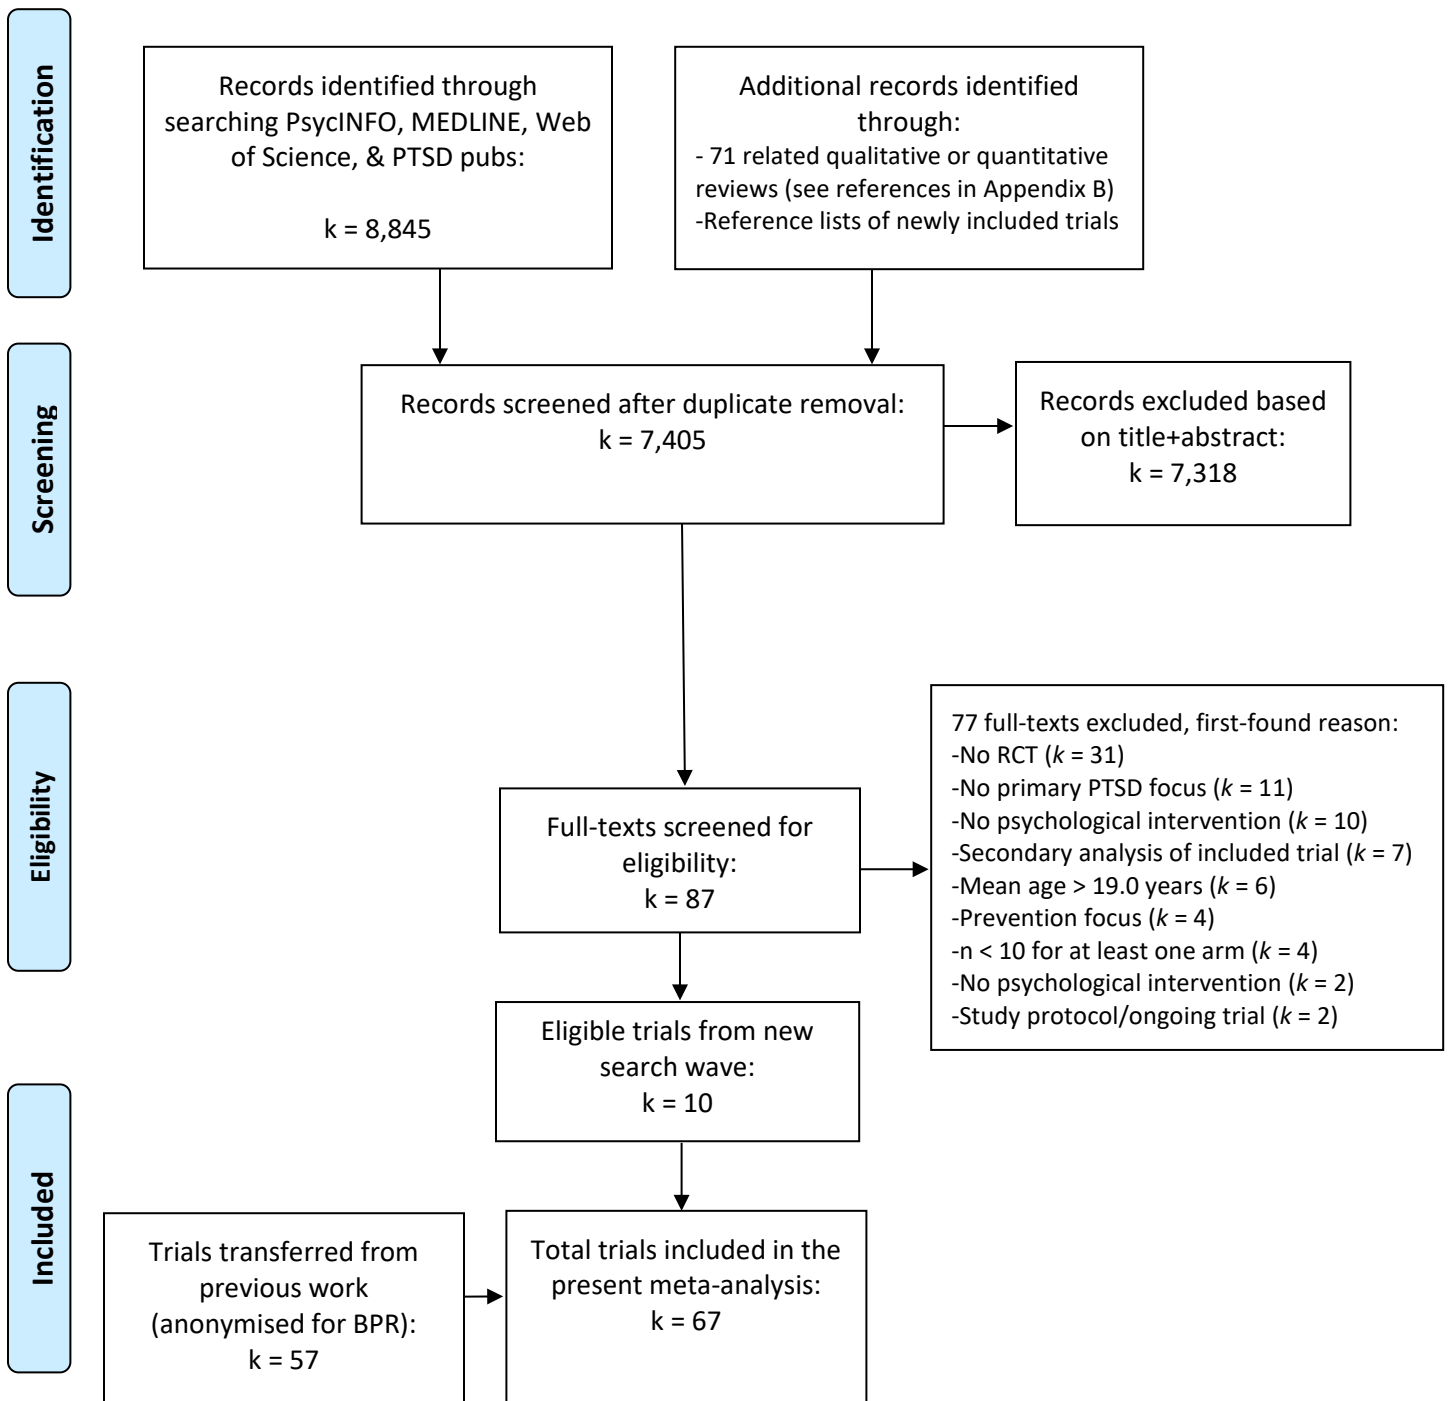 Identification
Records identified through
searching PsycINFO, MEDLINE, Web
of Science, & PTSD pubs:
k = 8,845
Additional records identified
through:
- 71 related qualitative or quantitative
reviews (see references in Appendix B)
-Reference lists of newly included trials
Screening
Records screened after duplicate removal:
k = 7,405
Records excluded based
on title+abstract:
k = 7,318
Eligibility
Full-texts screened for
eligibility:
k = 87
77 full-texts excluded, first-found reason:
-No RCT (k = 31)
-No primary PTSD focus (k = 11)
-No psychological intervention (k = 10)
-Secondary analysis of included trial (k = 7)
-Mean age > 19.0 years (k = 6)
-Prevention focus (k = 4)
-n < 10 for at least one arm (k = 4)
-No psychological intervention (k = 2)
-Study protocol/ongoing trial (k = 2)
Eligible trials from new
search wave:
k = 10
Included
Trials transferred from
previous work
(anonymised for BPR):
k = 57
Total trials included in the
present meta-analysis:
k = 67